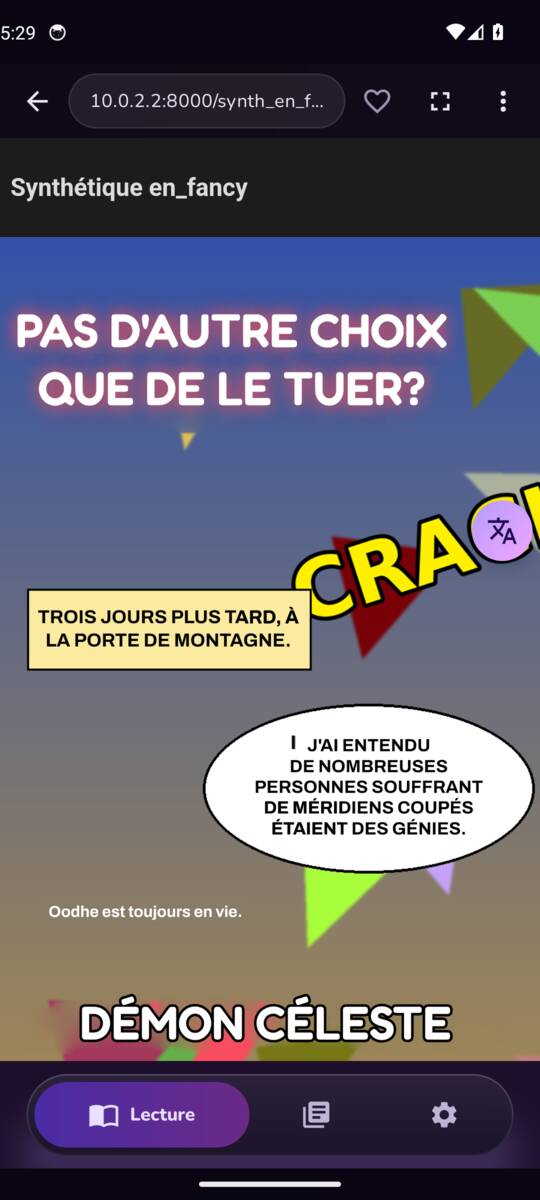 5:29
10.0.2.2:8000/synth_en_f...
Synthétique en_fancy
PAS D'AUTRE CHOIX
QUE DE LE TUER?
TROIS JOURS PLUS TARD, À
LA PORTE DE MONTAGNE.
I J'AI ENTENDU
DE NOMBREUSES
PERSONNES SOUFFRANT
DE MÉRIDIENS COUPÉS
ÉTAIENT DES GÉNIES.
Oodhe est toujours en vie.
DÉMON CÉLESTE
Lecture